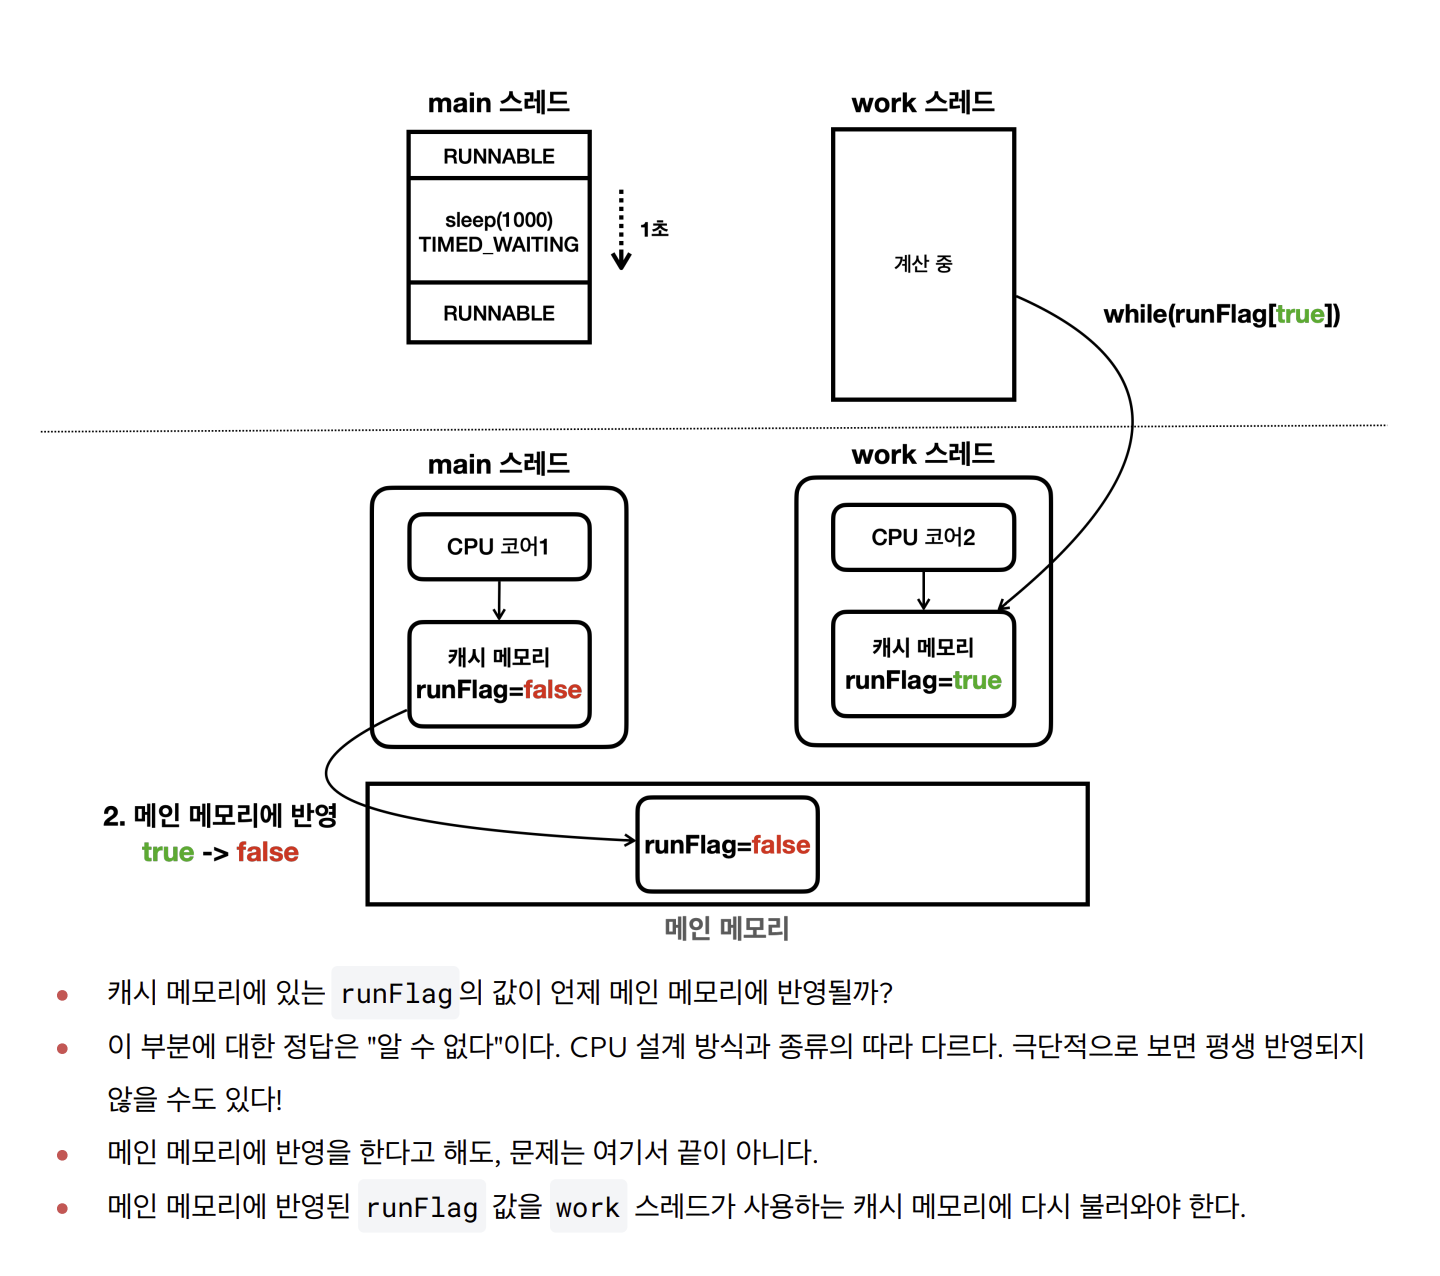 main 스레드
work 스레드
RUNNABLE
sleep(1000)
TIMED_WAITING
1초
RUNNABLE
계산 중
while(runFlag[true])
main 스레드
work 스레드
CPU 코어1
CPU 코어2
캐시 메모리
runFlag=false
캐시 메모리
runFlag=true
2. 메인 메모리에 반영
true -> false
runFlag=false
메인 메모리
• 캐시 메모리에 있는 runFlag의 값이 언제 메인 메모리에 반영될까?
• 이 부분에 대한 정답은 "알 수 없다"이다. CPU 설계 방식과 종류의 따라 다르다. 극단적으로 보면 평생 반영되지
않을 수도 있다!
• 메인 메모리에 반영을 한다고 해도, 문제는 여기서 끝이 아니다.
• 메인 메모리에 반영된 runFlag 값을 work 스레드가 사용하는 캐시 메모리에 다시 불러와야 한다.